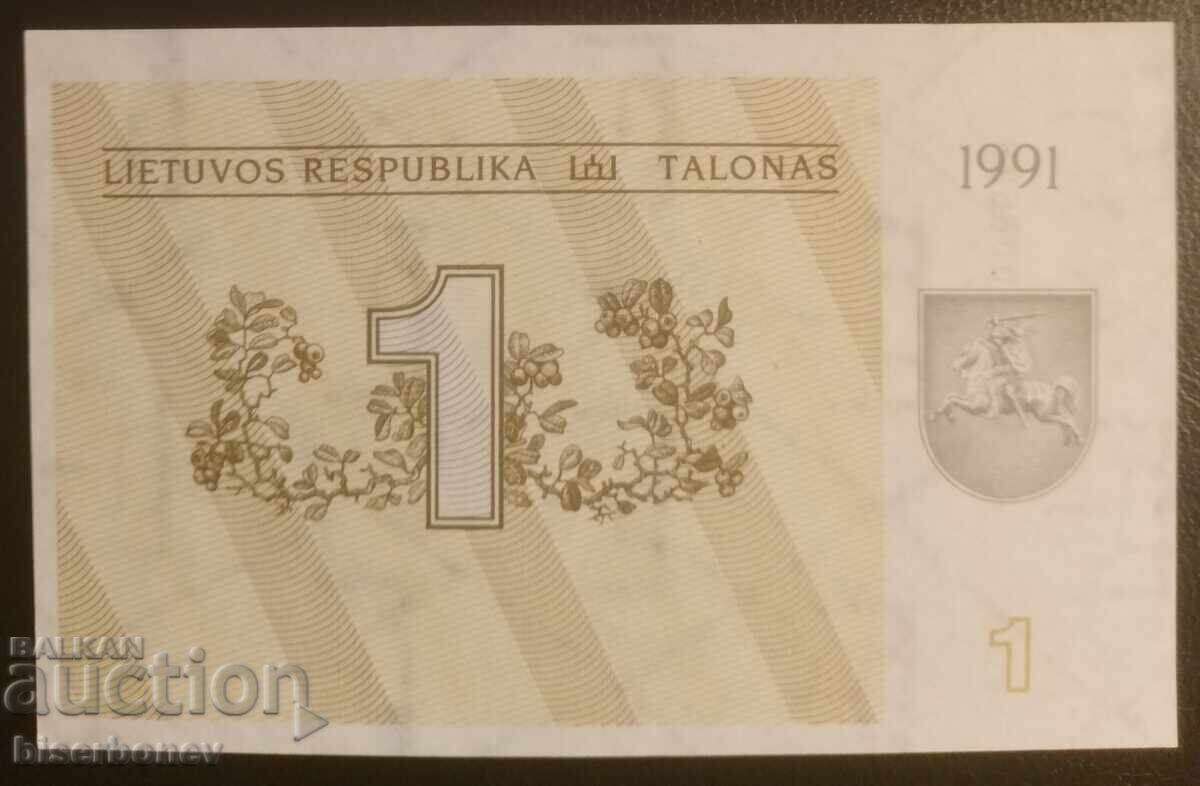 LIETUVOS RESPUBLIKA TALONAS
1991
1
1
BALKAN
auction
biserbonev